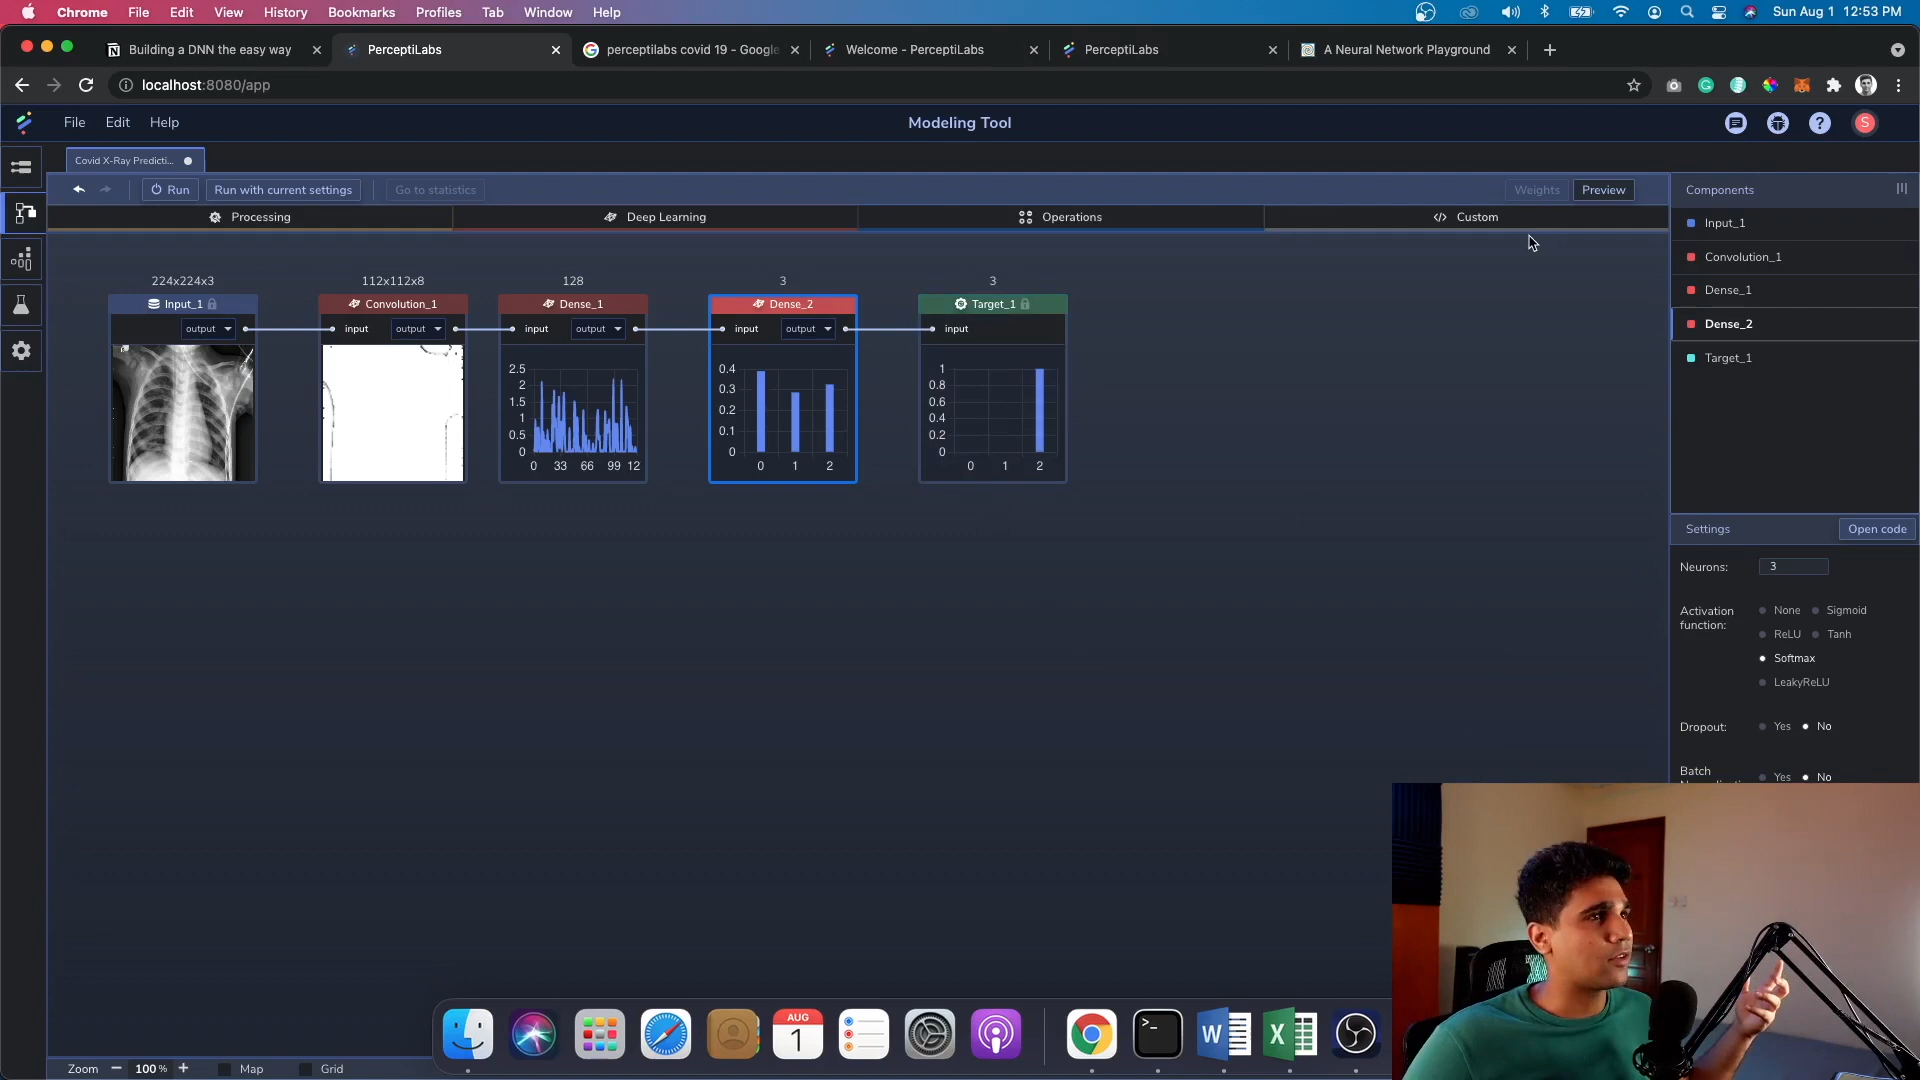 Chrome File Edit View History Bookmarks Profiles Tab Window Help Sun Aug 1 12:53 PM
Building a DNN the easy way PerceptiLabs perceptilabs covid 19 - Google Welcome - PerceptiLabs PerceptiLabs A Neural Network Playground
localhost:8080/app
File Edit Help Modeling Tool S
Covid X-Ray Predicti...
Run Run with current settings Go to statistics Weights Preview Components
Processing Deep Learning Operations Custom
Input_1
Convolution_1
Dense_1
Dense_2
Target_1
224x224x3 112x112x8 128 3 3
Input_1 Convolution_1 Dense_1 Dense_2 Target_1
output input output input output input output input
2.5
2
1.5
1
0.5
0
0 33 66 99 12
0.4
0.3
0.2
0.1
0
0 1 2
1
0.8
0.6
0.4
0.2
0
0 1 2
Settings Open code
Neurons: 3
Activation function: None Sigmoid
ReLU Tanh
Softmax
LeakyReLU
Dropout: Yes No
Batch Yes No
AUG
1
Zoom 100 % Map Grid